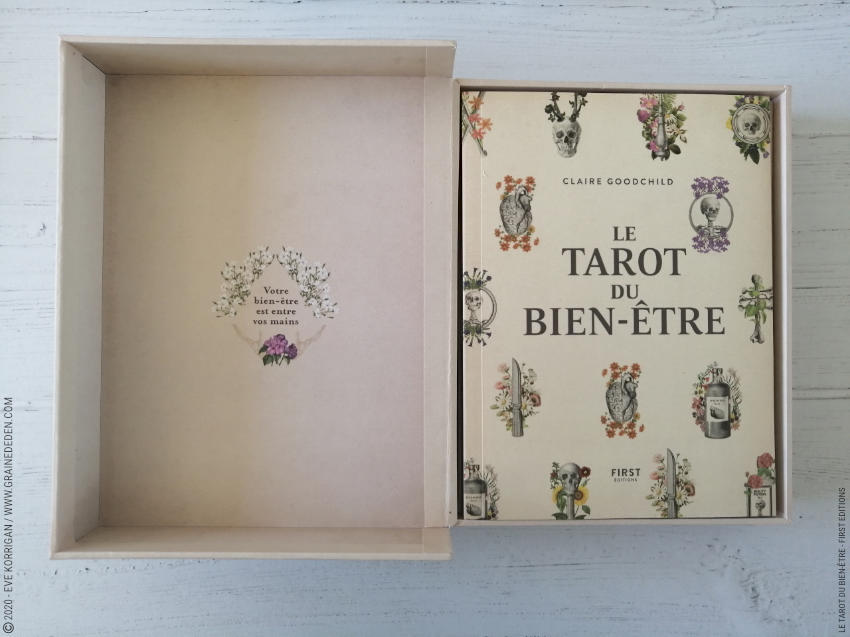 Votre
bien-être
est entre
vos mains
CLAIRE GOODCHILD
LE
TAROT
DU
BIEN-ÊTRE
FIRST
EDITIONS
© 2020 - EVE KORRIGAN / WWW.GRAINEDEDEN.COM
LE TAROT DU BIEN-ÊTRE - FIRST EDITIONS